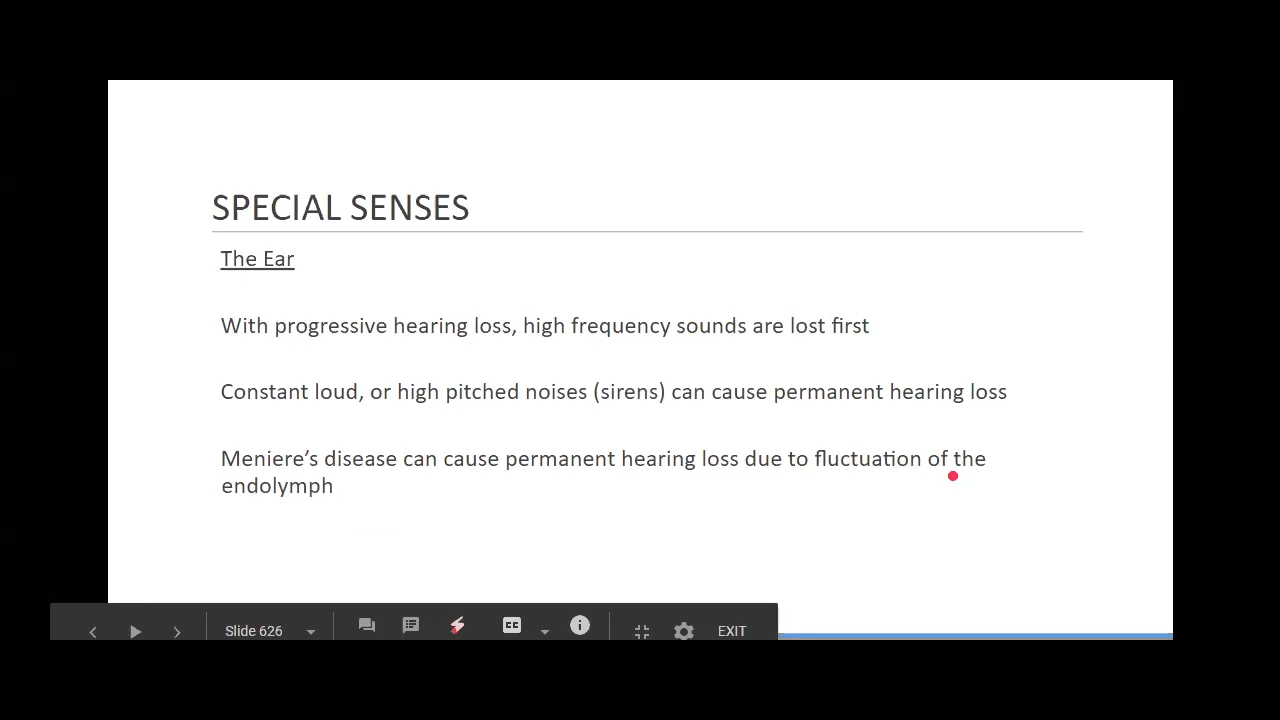 SPECIAL SENSES
The Ear
With progressive hearing loss, high frequency sounds are lost first
Constant loud, or high pitched noises (sirens) can cause permanent hearing loss
Meniere’s disease can cause permanent hearing loss due to fluctuation of the
endolymph
Slide 626
CC
EXIT